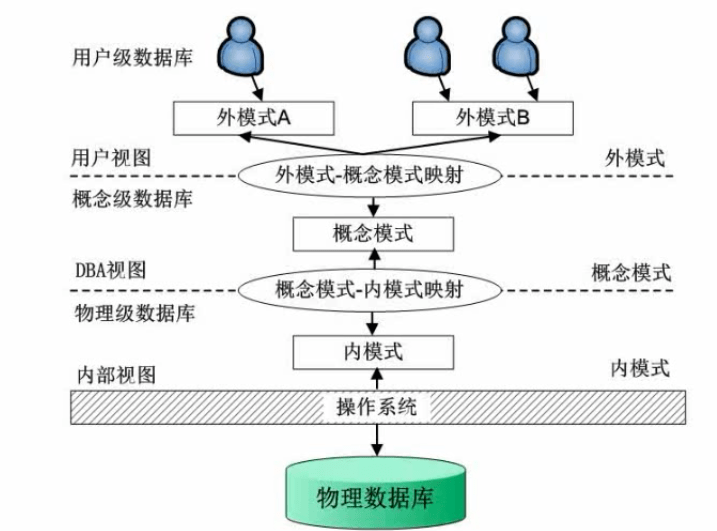 用户级数据库
外模式A
外模式B
用户视图
外模式
外模式-概念模式映射
概念级数据库
概念模式
DBA视图
概念模式
概念模式-内模式映射
物理级数据库
内模式
内部视图
内模式
操作系统
物理数据库